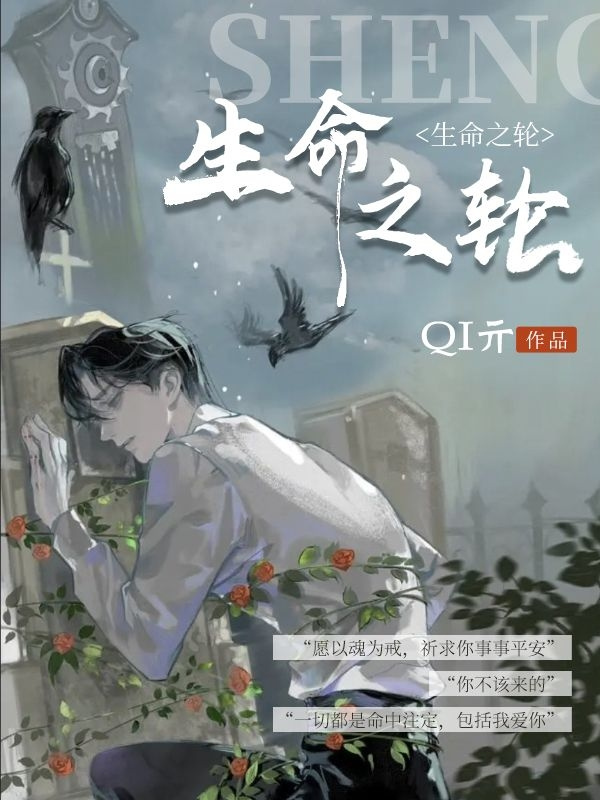 SHENG
生命之轮
<生命之轮>
QI亓 作品
“愿以魂为戒，祈求你事事平安”
“你不该来的”
“一切都是命中注定，包括我爱你”